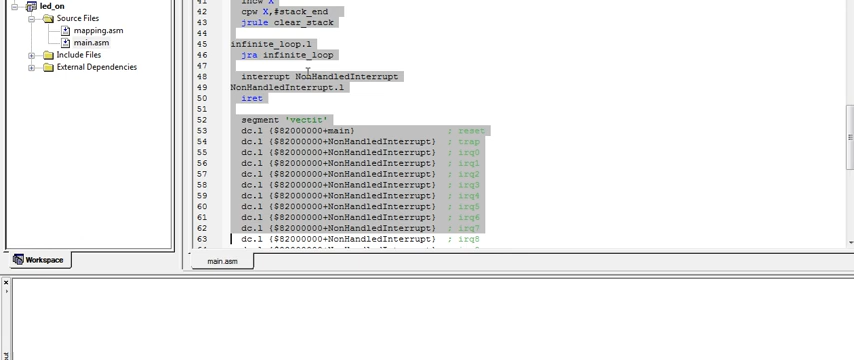 led_on
Source Files
mapping.asm
main.asm
Include Files
External Dependencies
Workspace
41 incw X
42 cpw X,#stack_end
43 jrule clear_stack
44
45 infinite_loop.l
46 jra infinite_loop
47
48 interrupt NonHandledInterrupt
49 NonHandledInterrupt.l
50 iret
51
52 segment 'vectit'
53 dc.l {$82000000+main} ; reset
54 dc.l {$82000000+NonHandledInterrupt} ; trap
55 dc.l {$82000000+NonHandledInterrupt} ; irq0
56 dc.l {$82000000+NonHandledInterrupt} ; irq1
57 dc.l {$82000000+NonHandledInterrupt} ; irq2
58 dc.l {$82000000+NonHandledInterrupt} ; irq3
59 dc.l {$82000000+NonHandledInterrupt} ; irq4
60 dc.l {$82000000+NonHandledInterrupt} ; irq5
61 dc.l {$82000000+NonHandledInterrupt} ; irq6
62 dc.l {$82000000+NonHandledInterrupt} ; irq7
63 dc.l {$82000000+NonHandledInterrupt} ; irq8
main.asm